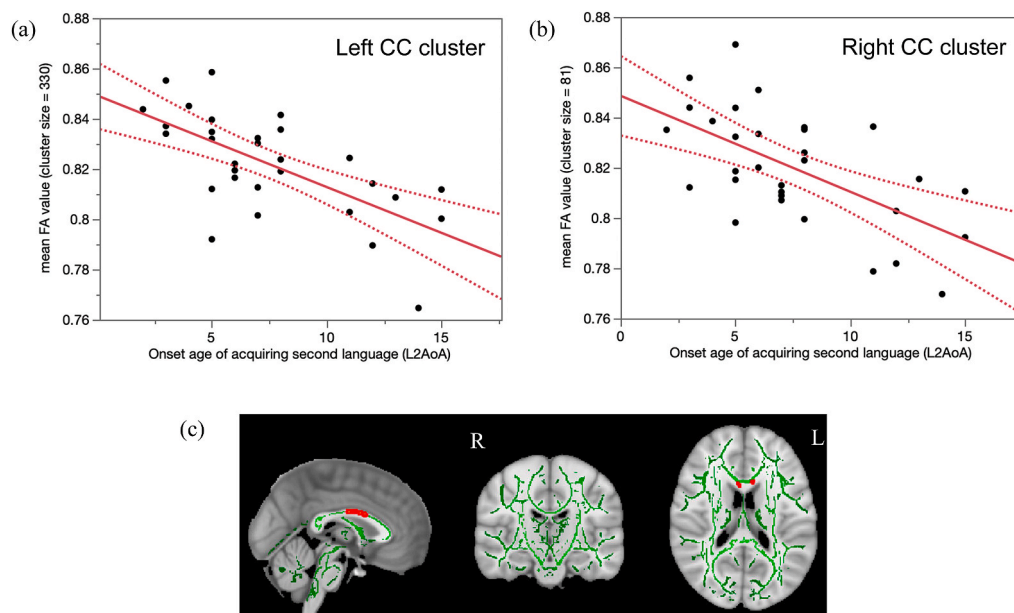 (a)
Left CC cluster
mean FA value (cluster size = 330)
0.88
0.86
0.84
0.82
0.8
0.78
0.76
5
10
15
Onset age of acquiring second language (L2AoA)
(b)
Right CC cluster
mean FA value (cluster size = 81)
0.88
0.86
0.84
0.82
0.8
0.78
0.76
0
5
10
15
Onset age of acquiring second language (L2AoA)
(c)
R
L